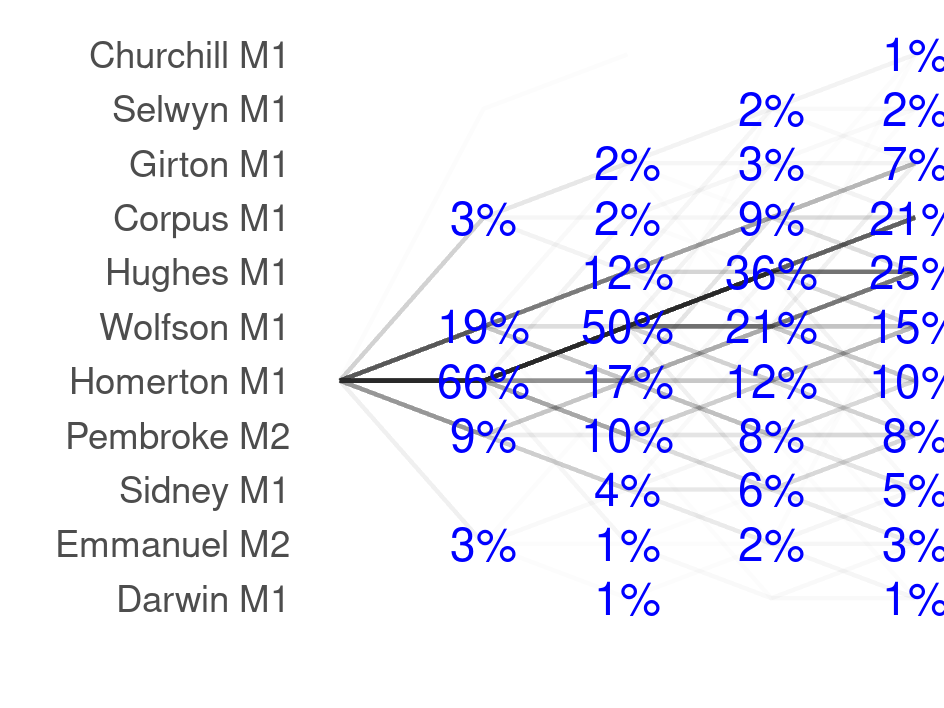 Churchill M1 1%
Selwyn M1 2% 2%
Girton M1 2% 3% 7%
Corpus M1 3% 2% 9% 21%
Hughes M1 12% 36% 25%
Wolfson M1 19% 50% 21% 15%
Homerton M1 66% 17% 12% 10%
Pembroke M2 9% 10% 8% 8%
Sidney M1 4% 6% 5%
Emmanuel M2 3% 1% 2% 3%
Darwin M1 1% 1%